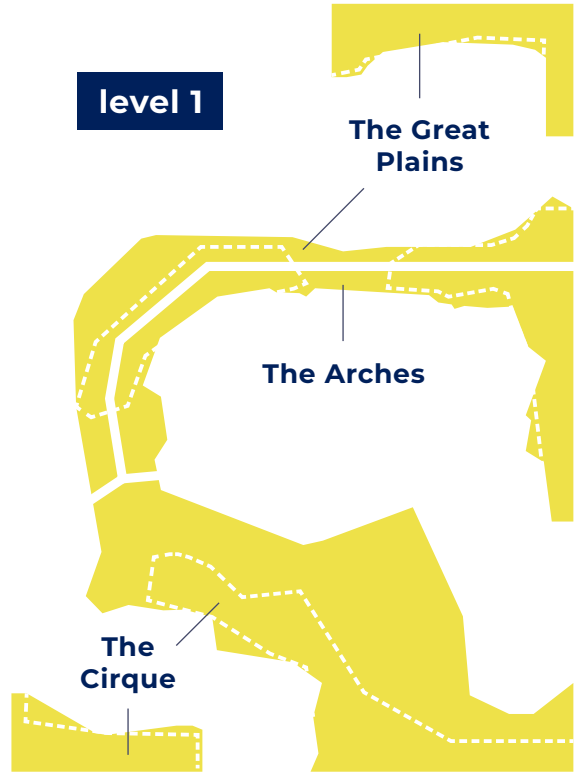 level 1
The Great
Plains
The Arches
The
Cirque